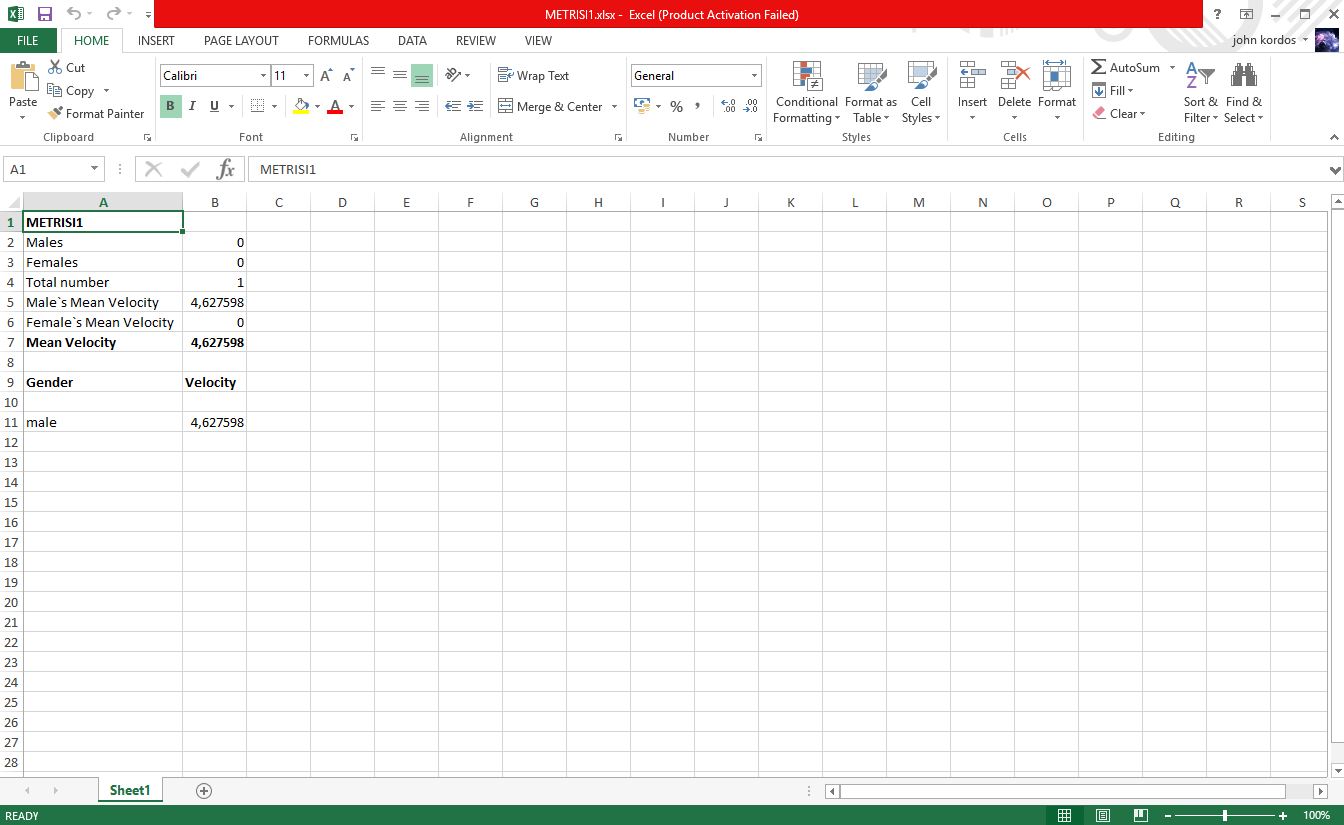 METRISI1.xlsx - Excel (Product Activation Failed)
FILE HOME INSERT PAGE LAYOUT FORMULAS DATA REVIEW VIEW john kordos
Paste
Cut
Copy
Format Painter
Clipboard
Calibri 11
B I U
Font
Wrap Text
Merge & Center
Alignment
General
%
Number
Conditional Formatting
Format as Table
Cell Styles
Styles
Insert Delete Format
Cells
AutoSum
Fill
Clear
Sort & Filter
Find & Select
Editing
A1 fx METRISI1
A B C D E F G H I J K L M N O P Q R S
1 METRISI1
2 Males 0
3 Females 0
4 Total number 1
5 Male`s Mean Velocity 4,627598
6 Female`s Mean Velocity 0
7 Mean Velocity 4,627598
8
9 Gender Velocity
10
11 male 4,627598
12
13
14
15
16
17
18
19
20
21
22
23
24
25
26
27
28
Sheet1
READY 100%